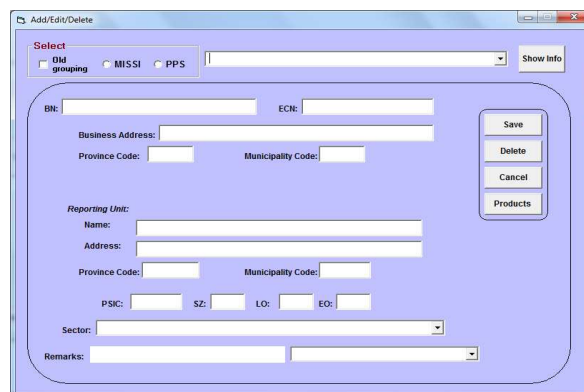 Add/Edit/Delete
Select
Old grouping MISSI PPS Show Info
BN: ECN:
Business Address:
Province Code: Municipality Code:
Reporting Unit:
Name:
Address:
Province Code: Municipality Code:
PSIC: SZ: LO: EO:
Sector:
Remarks:
Save
Delete
Cancel
Products